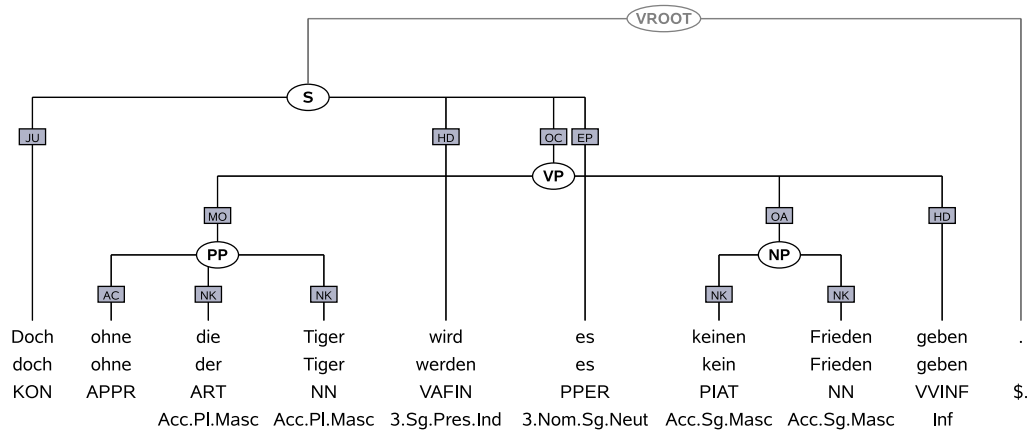 VROOT
S
JU HD OC EP
VP
MO OA HD
PP NP
AC NK NK NK NK
Doch ohne die Tiger wird es keinen Frieden geben .
doch ohne der Tiger werden es kein Frieden geben
KON APPR ART NN VAFIN PPER PIAT NN VVINF $.
Acc.Pl.Masc Acc.Pl.Masc 3.Sg.Pres.Ind 3.Nom.Sg.Neut Acc.Sg.Masc Acc.Sg.Masc Inf